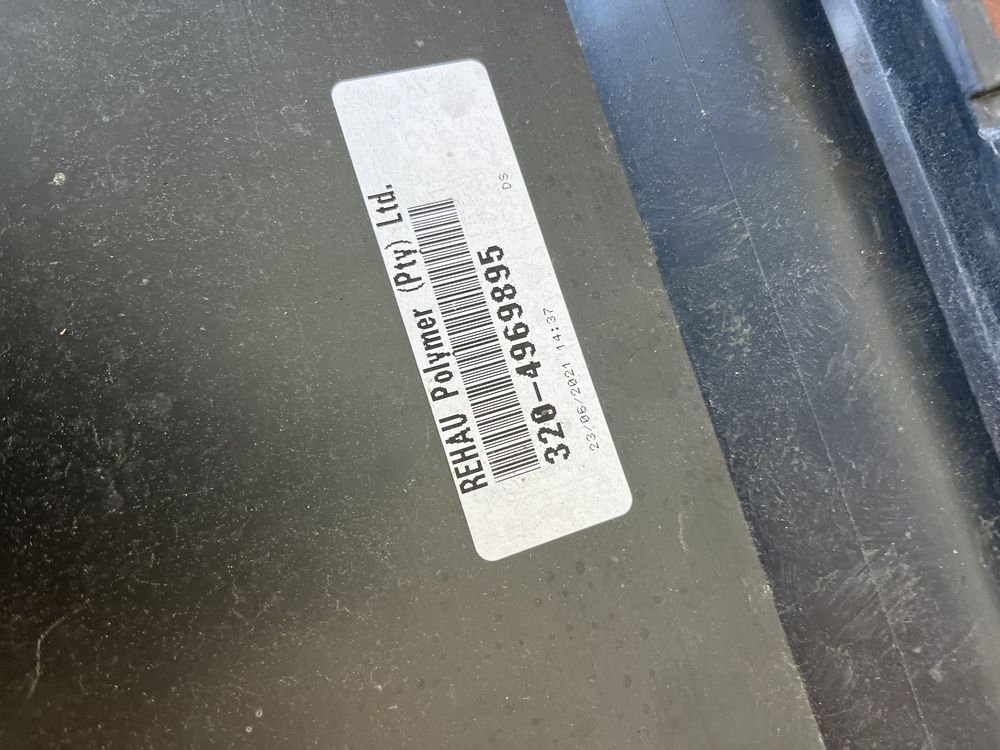 REHAU Polymer (Pty) Ltd.
320-4969895
23/06/2021 14:37
DS